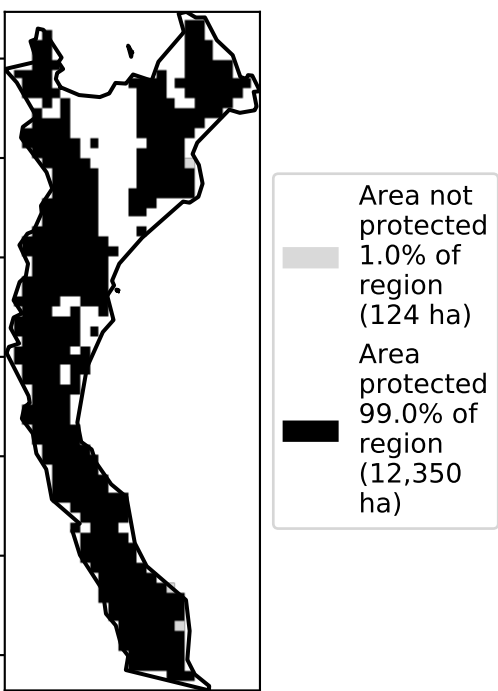 Area not
protected
1.0% of
region
(124 ha)
Area
protected
99.0% of
region
(12,350
ha)